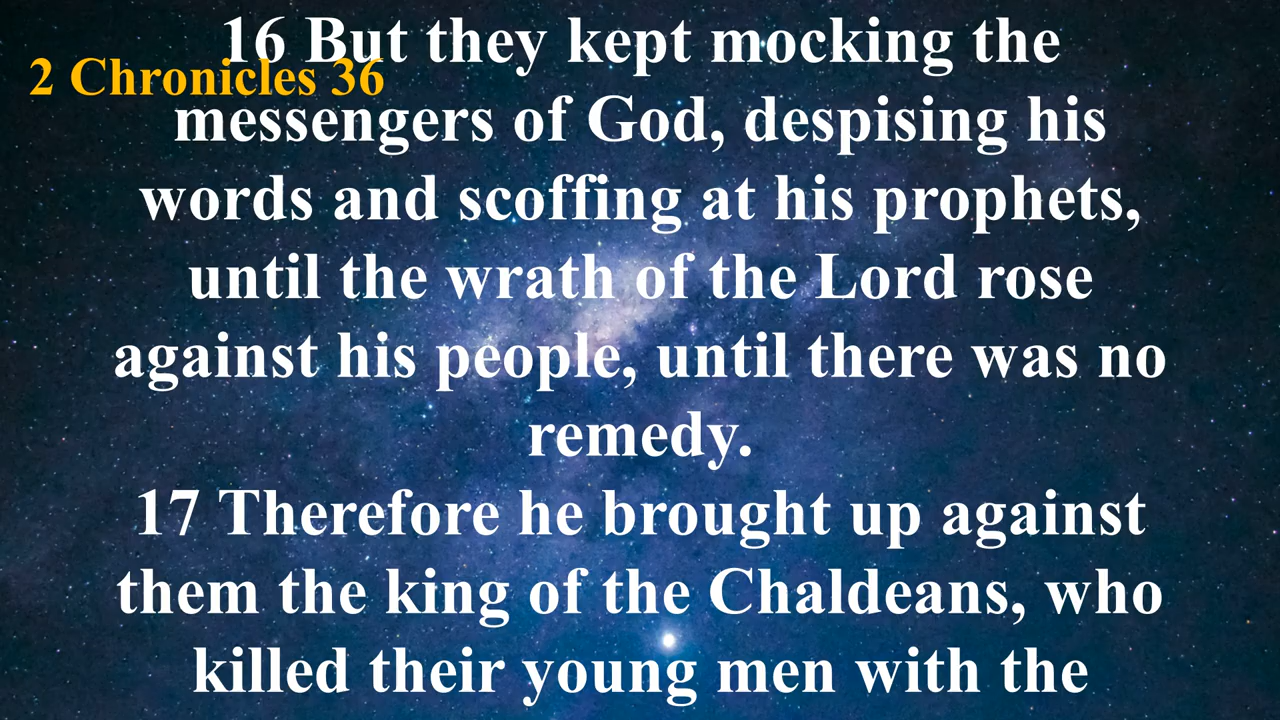 16 But they kept mocking the
2 Chronicles 36
messengers of God, despising his
words and scoffing at his prophets,
until the wrath of the Lord rose
against his people, until there was no
remedy.
17 Therefore he brought up against
them the king of the Chaldeans, who
killed their young men with the